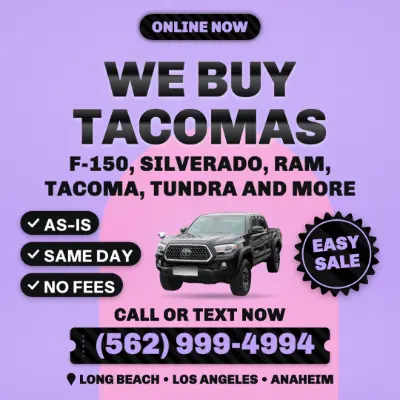 ONLINE NOW
WE BUY
TACOMAS
F-150, SILVERADO, RAM,
TACOMA, TUNDRA AND MORE
✓ AS-IS
✓ SAME DAY
✓ NO FEES
EASY
SALE
CALL OR TEXT NOW
(562) 999-4994
LONG BEACH • LOS ANGELES • ANAHEIM